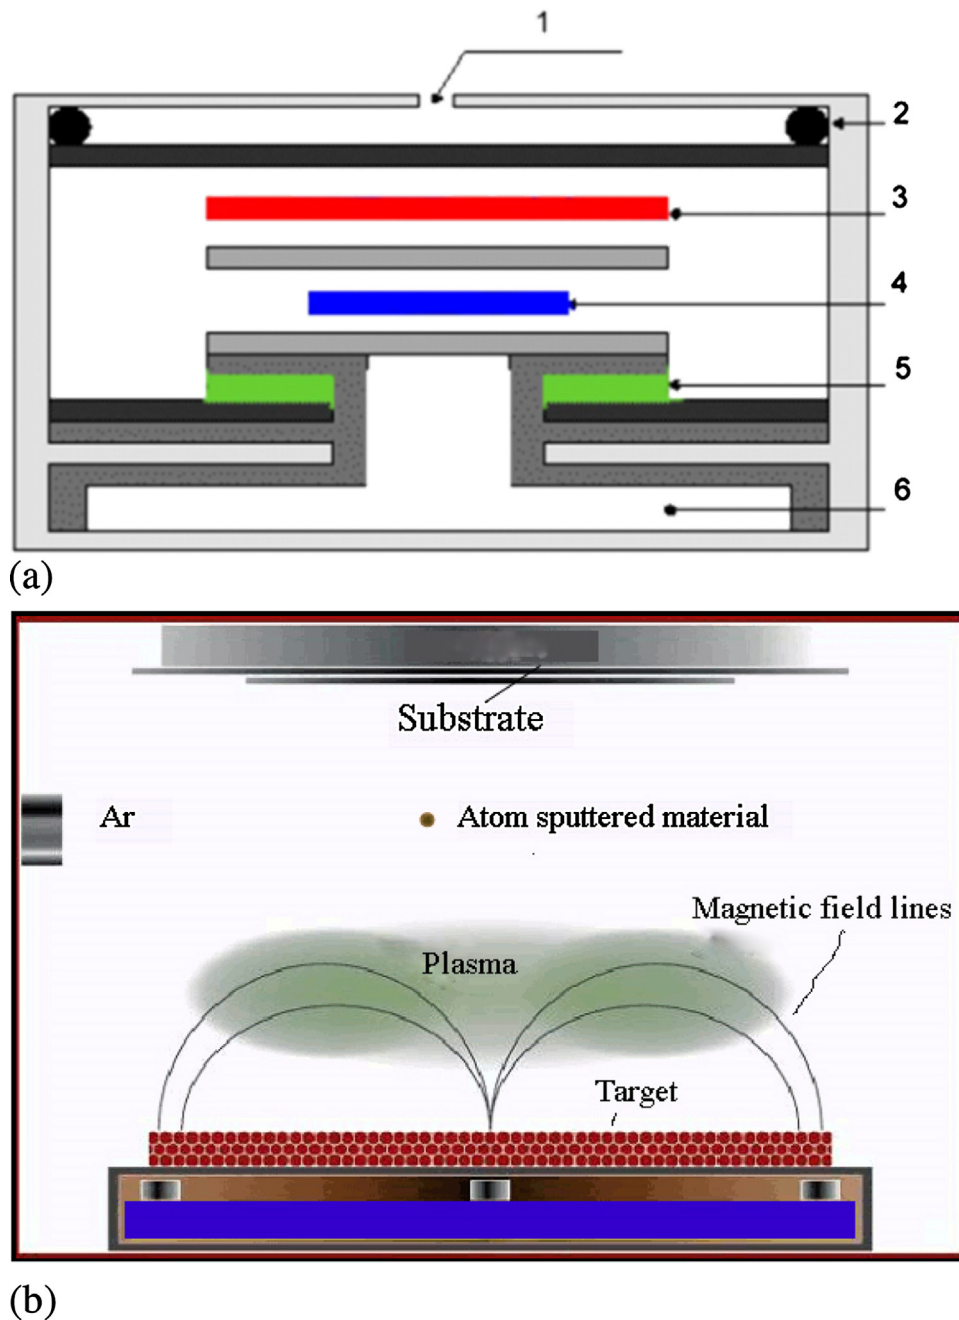 1
2
3
4
5
6
(a)
Substrate
Ar
Atom sputtered material
Magnetic field lines
Plasma
Target
(b)